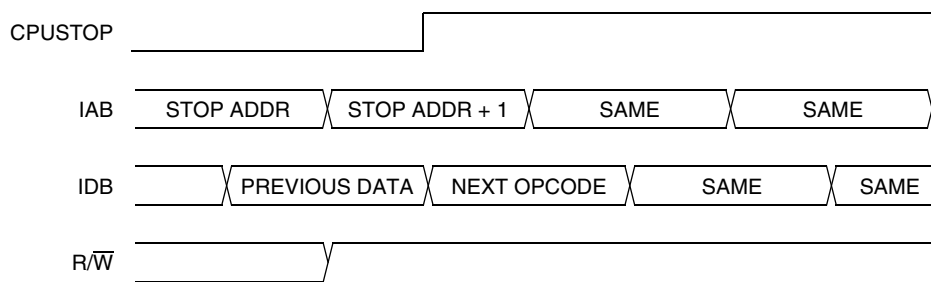 CPUSTOP
IAB STOP ADDR STOP ADDR + 1 SAME SAME
IDB PREVIOUS DATA NEXT OPCODE SAME SAME
R/W̅